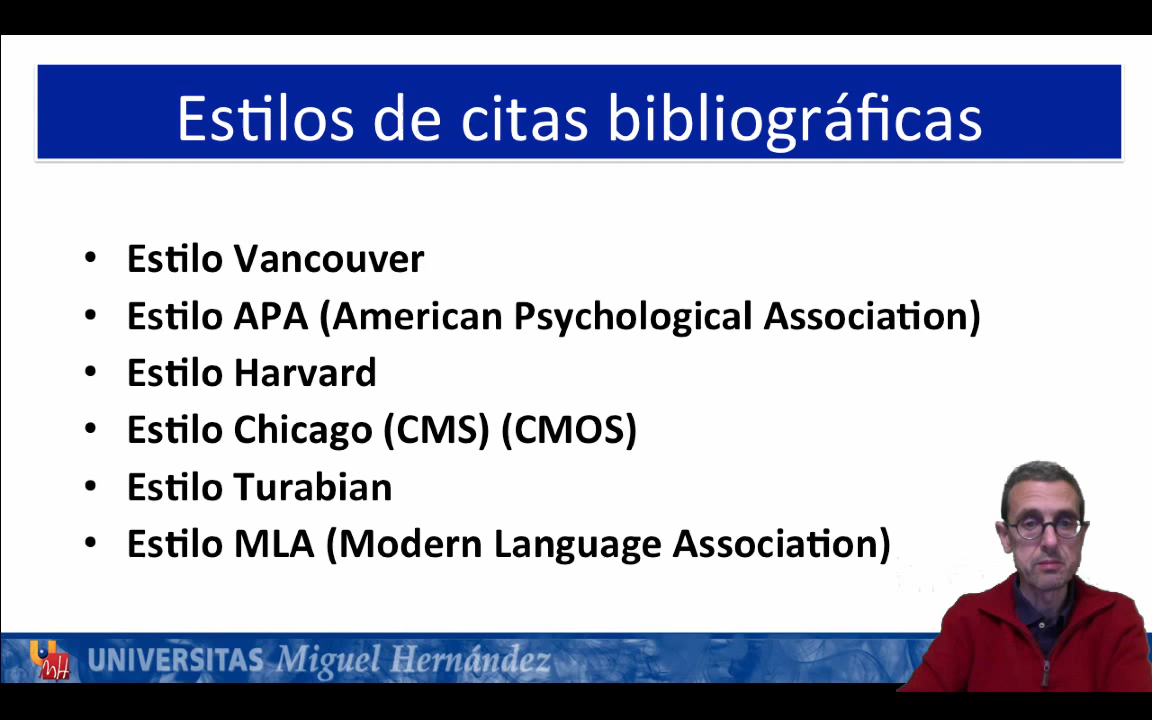 Estilos de citas bibliográficas
• Estilo Vancouver
• Estilo APA (American Psychological Association)
• Estilo Harvard
• Estilo Chicago (CMS) (CMOS)
• Estilo Turabian
• Estilo MLA (Modern Language Association)
UNIVERSITAS Miguel Hernández